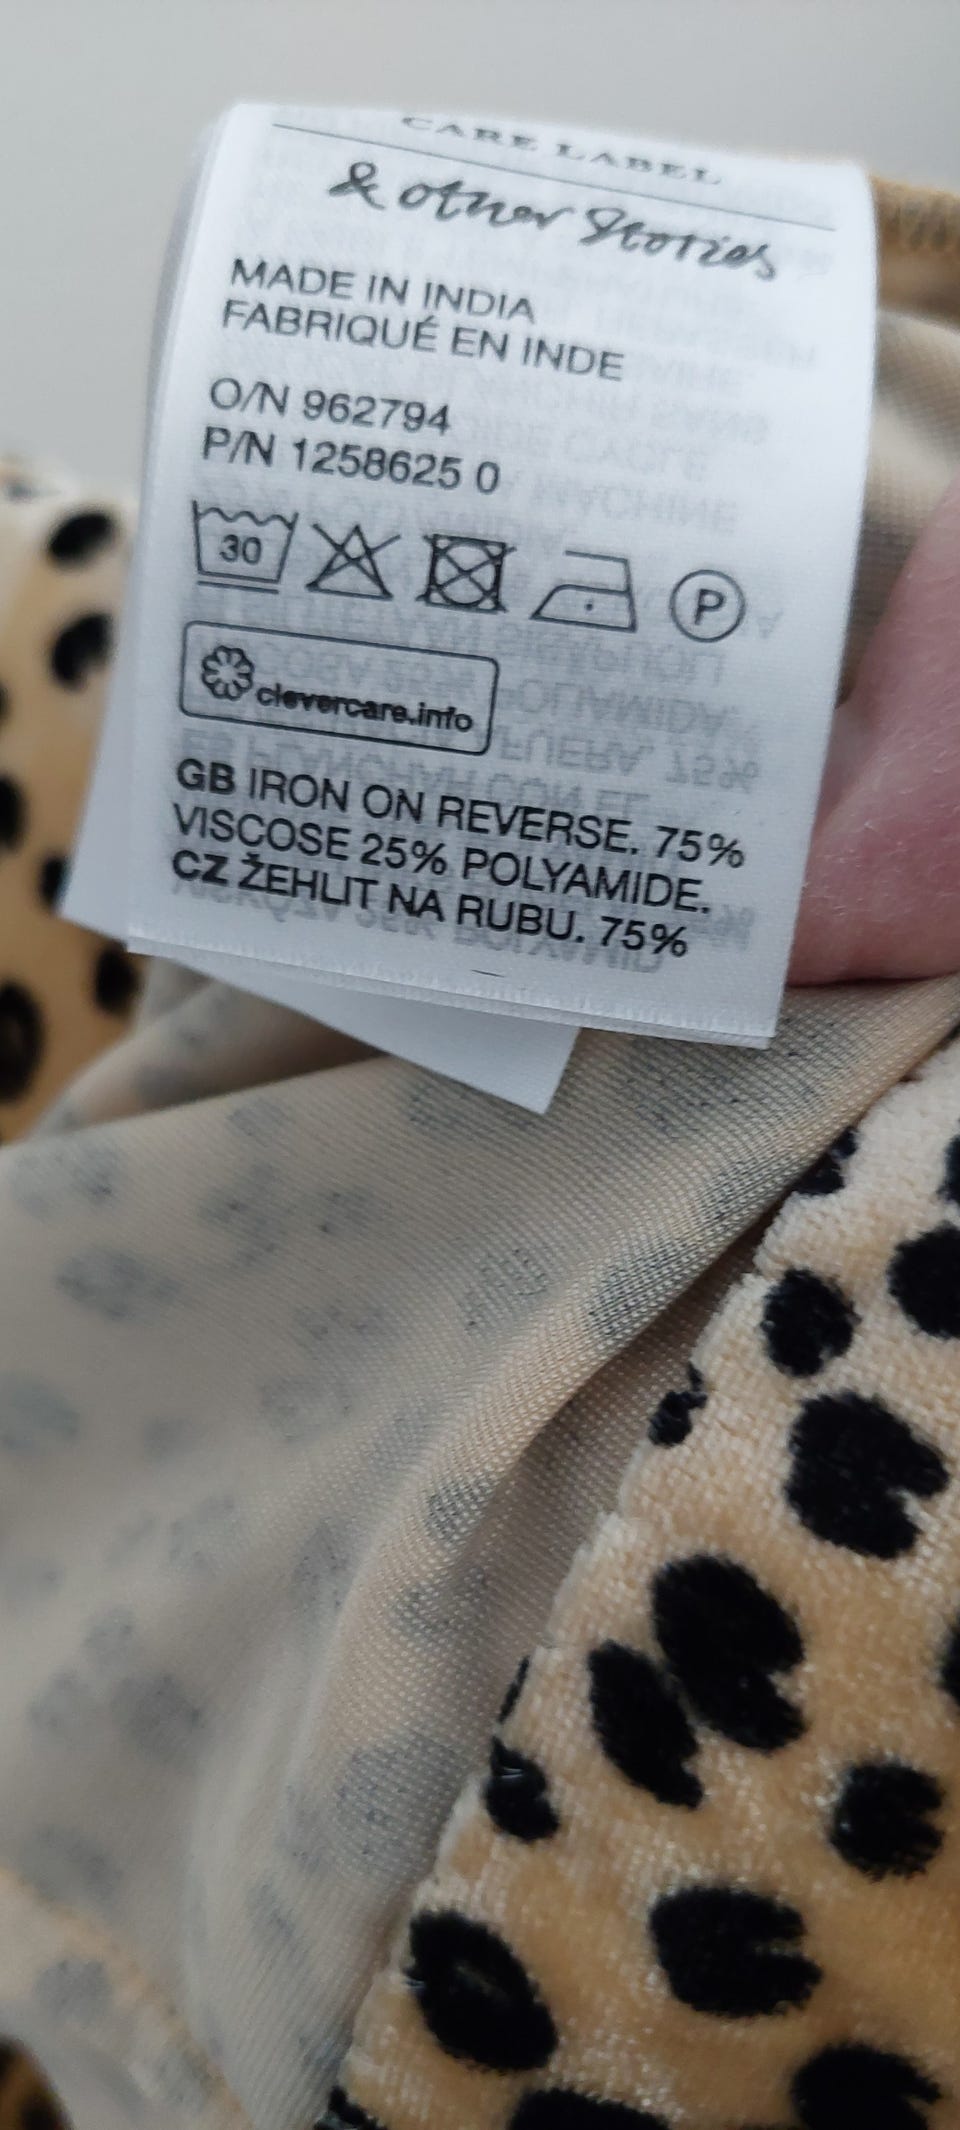 CARE LABEL
& other Stories
MADE IN INDIA
FABRIQUÉ EN INDE
O/N 962794
P/N 1258625 0
30
P
clevercare.info
GB IRON ON REVERSE. 75%
VISCOSE 25% POLYAMIDE.
CZ ŽEHLIT NA RUBU. 75%